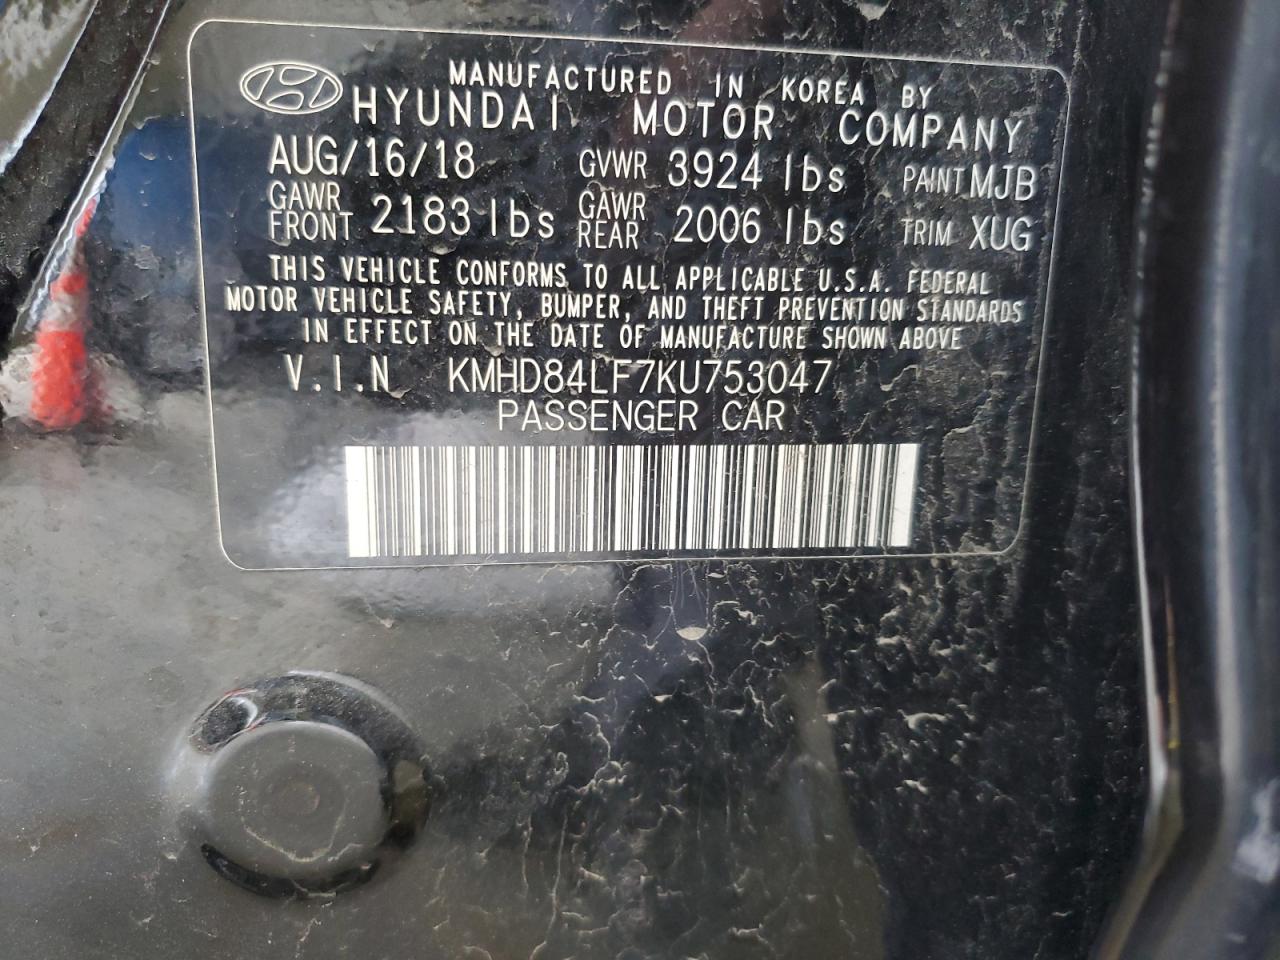 MANUFACTURED IN KOREA BY
HYUNDAI MOTOR COMPANY
AUG/16/18 GVWR 3924 lbs PAINT MJB
GAWR FRONT 2183 lbs GAWR REAR 2006 lbs TRIM XUG
THIS VEHICLE CONFORMS TO ALL APPLICABLE U.S.A. FEDERAL
MOTOR VEHICLE SAFETY, BUMPER, AND THEFT PREVENTION STANDARDS
IN EFFECT ON THE DATE OF MANUFACTURE SHOWN ABOVE
V.I.N KMHD84LF7KU753047
PASSENGER CAR